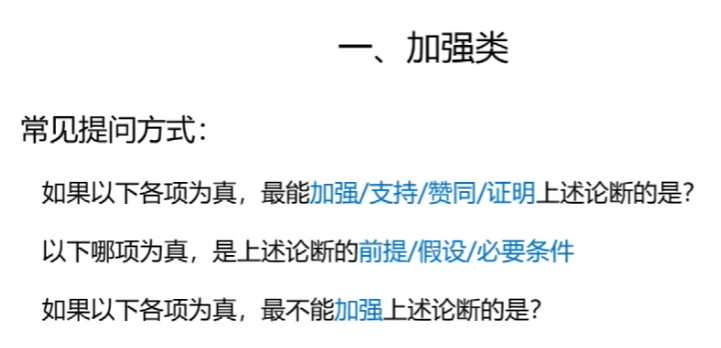 一、加强类
常见提问方式：
如果以下各项为真，最能加强/支持/赞同/证明上述论断的是？
以下哪项为真，是上述论断的前提/假设/必要条件
如果以下各项为真，最不能加强上述论断的是？